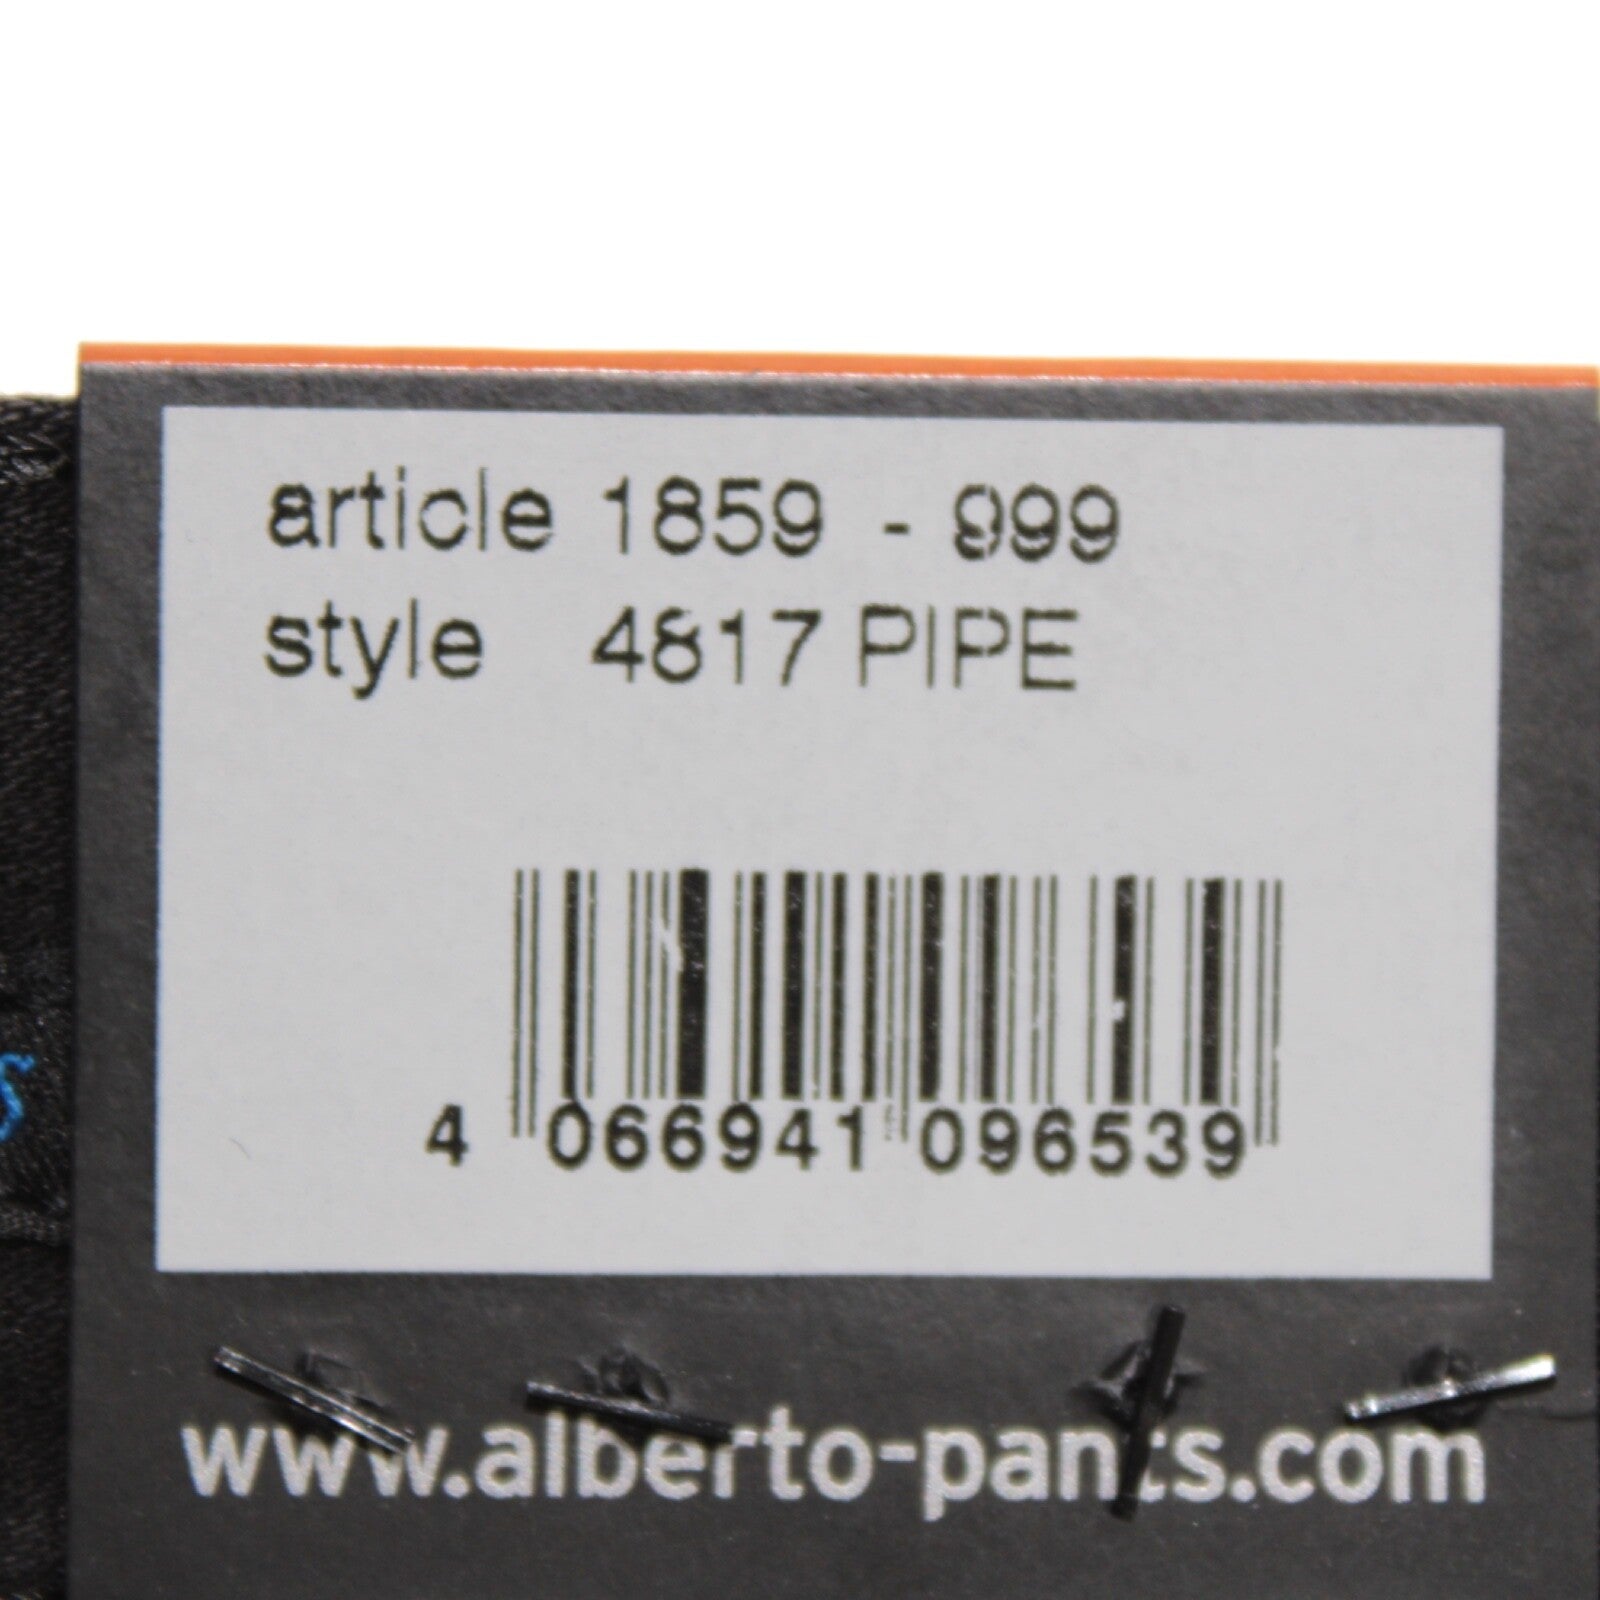 article 1859 - 999
style 4817 PIPE
4 066941 096539
www.alberto-pants.com